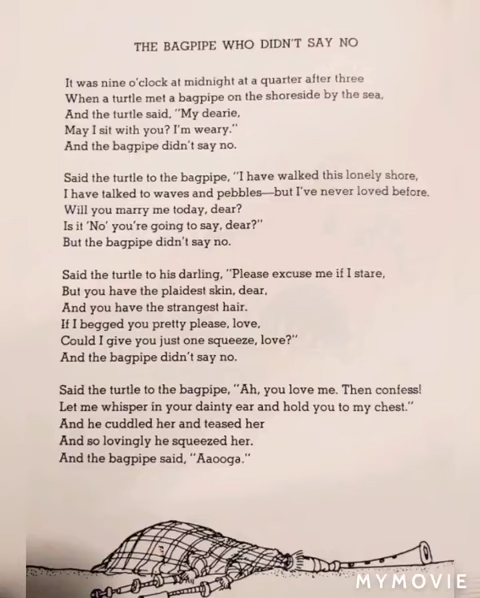 THE BAGPIPE WHO DIDN'T SAY NO
It was nine o'clock at midnight at a quarter after three
When a turtle met a bagpipe on the shoreside by the sea,
And the turtle said, "My dearie,
May I sit with you? I'm weary."
And the bagpipe didn't say no.
Said the turtle to the bagpipe, "I have walked this lonely shore,
I have talked to waves and pebbles—but I've never loved before.
Will you marry me today, dear?
Is it 'No' you're going to say, dear?"
But the bagpipe didn't say no.
Said the turtle to his darling, "Please excuse me if I stare,
But you have the plaidest skin, dear,
And you have the strangest hair.
If I begged you pretty please, love,
Could I give you just one squeeze, love?"
And the bagpipe didn't say no.
Said the turtle to the bagpipe, "Ah, you love me. Then confess!
Let me whisper in your dainty ear and hold you to my chest."
And he cuddled her and teased her
And so lovingly he squeezed her.
And the bagpipe said, "Aaooga."
MYMOVIE